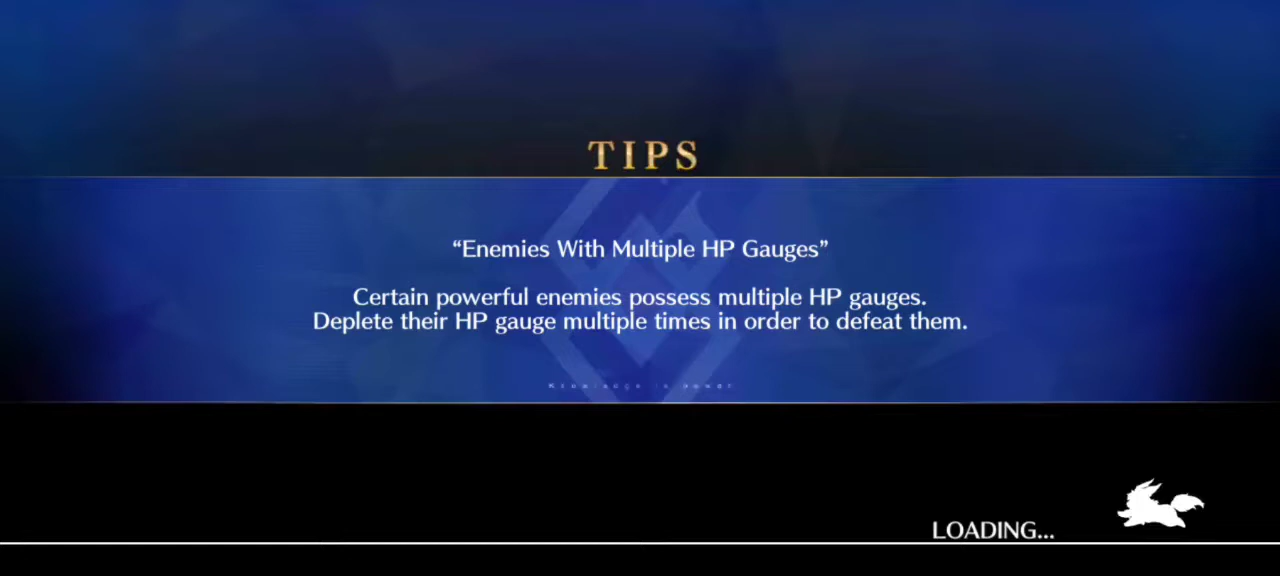 TIPS
“Enemies With Multiple HP Gauges”
Certain powerful enemies possess multiple HP gauges.
Deplete their HP gauge multiple times in order to defeat them.
LOADING...